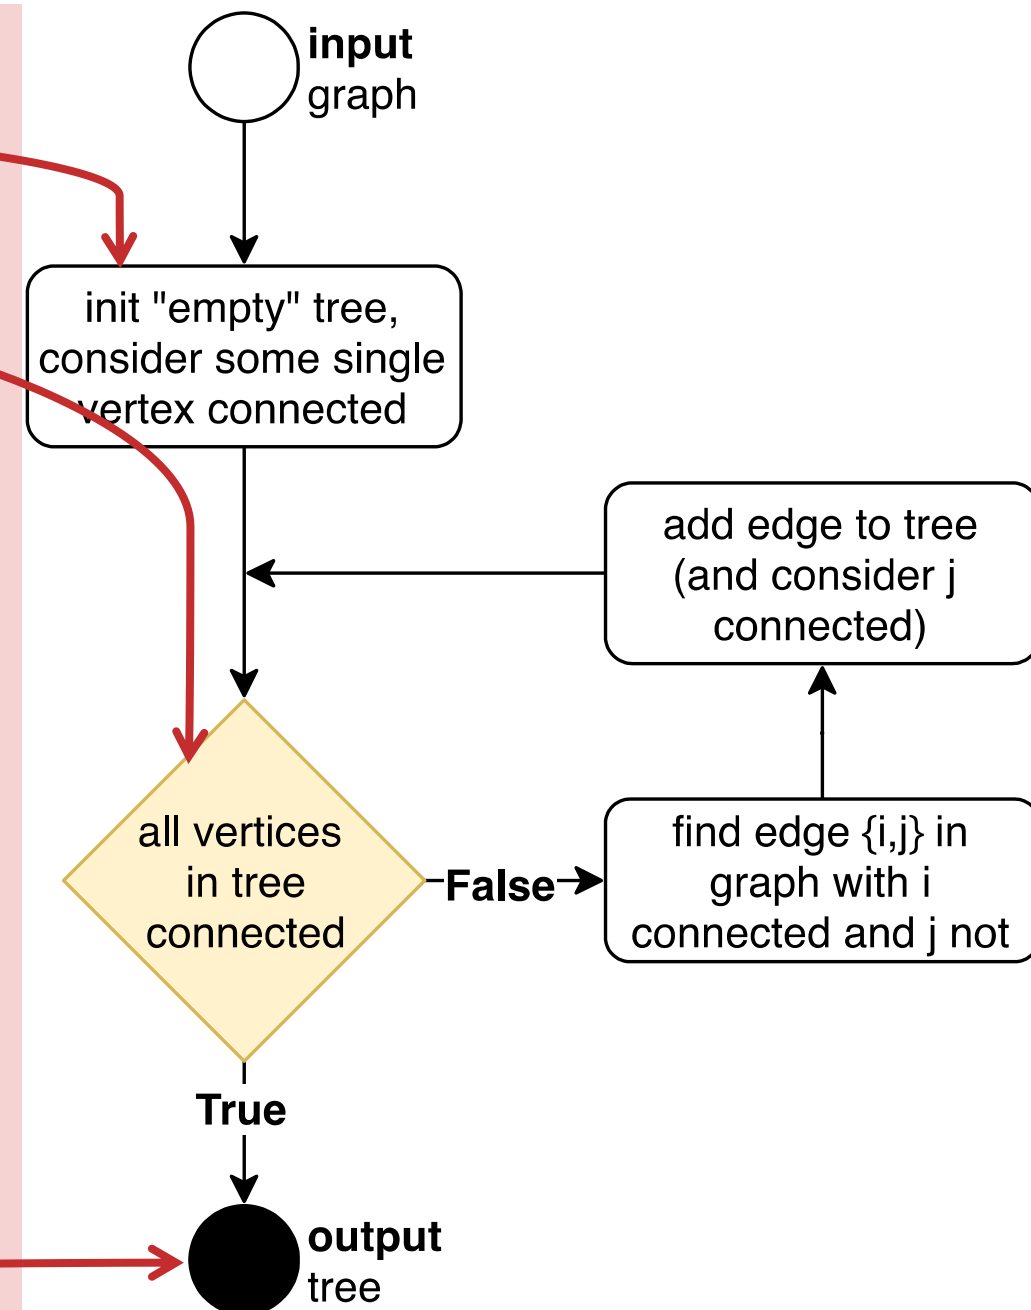 input
graph
init "empty" tree,
consider some single
vertex connected
add edge to tree
(and consider j
connected)
all vertices
in tree
connected
False
find edge {i,j} in
graph with i
connected and j not
True
output
tree